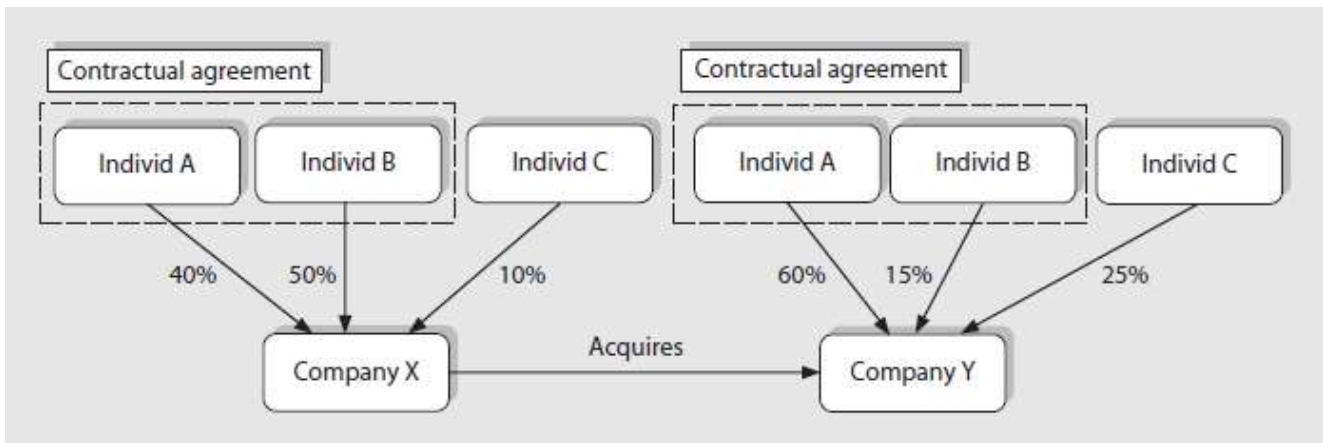 Contractual agreement
Contractual agreement
Individ A
Individ B
Individ C
Individ A
Individ B
Individ C
40%
50%
10%
60%
15%
25%
Company X
Acquires
Company Y